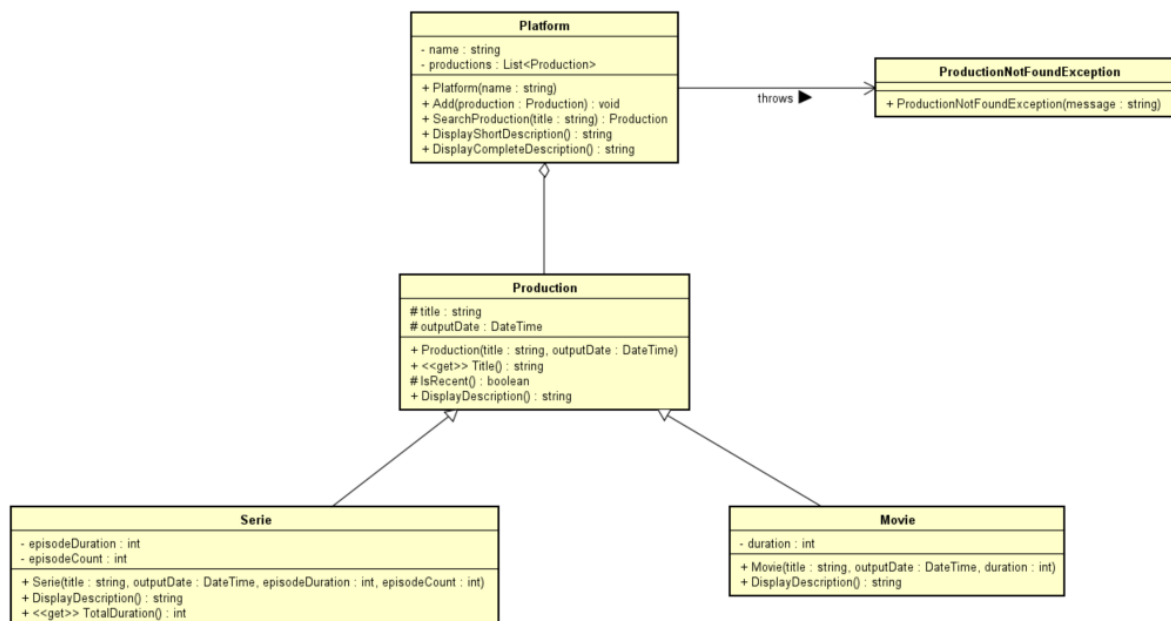 Platform
- name : string
- productions : List<Production>
+ Platform(name : string)
+ Add(production : Production) : void
+ SearchProduction(title : string) : Production
+ DisplayShortDescription() : string
+ DisplayCompleteDescription() : string
throws
ProductionNotFoundException
+ ProductionNotFoundException(message : string)
Production
# title : string
# outputDate : DateTime
+ Production(title : string, outputDate : DateTime)
+ <<get>> Title() : string
# IsRecent() : boolean
+ DisplayDescription() : string
Serie
- episodeDuration : int
- episodeCount : int
+ Serie(title : string, outputDate : DateTime, episodeDuration : int, episodeCount : int)
+ DisplayDescription() : string
+ <<get>> TotalDuration() : int
Movie
- duration : int
+ Movie(title : string, outputDate : DateTime, duration : int)
+ DisplayDescription() : string